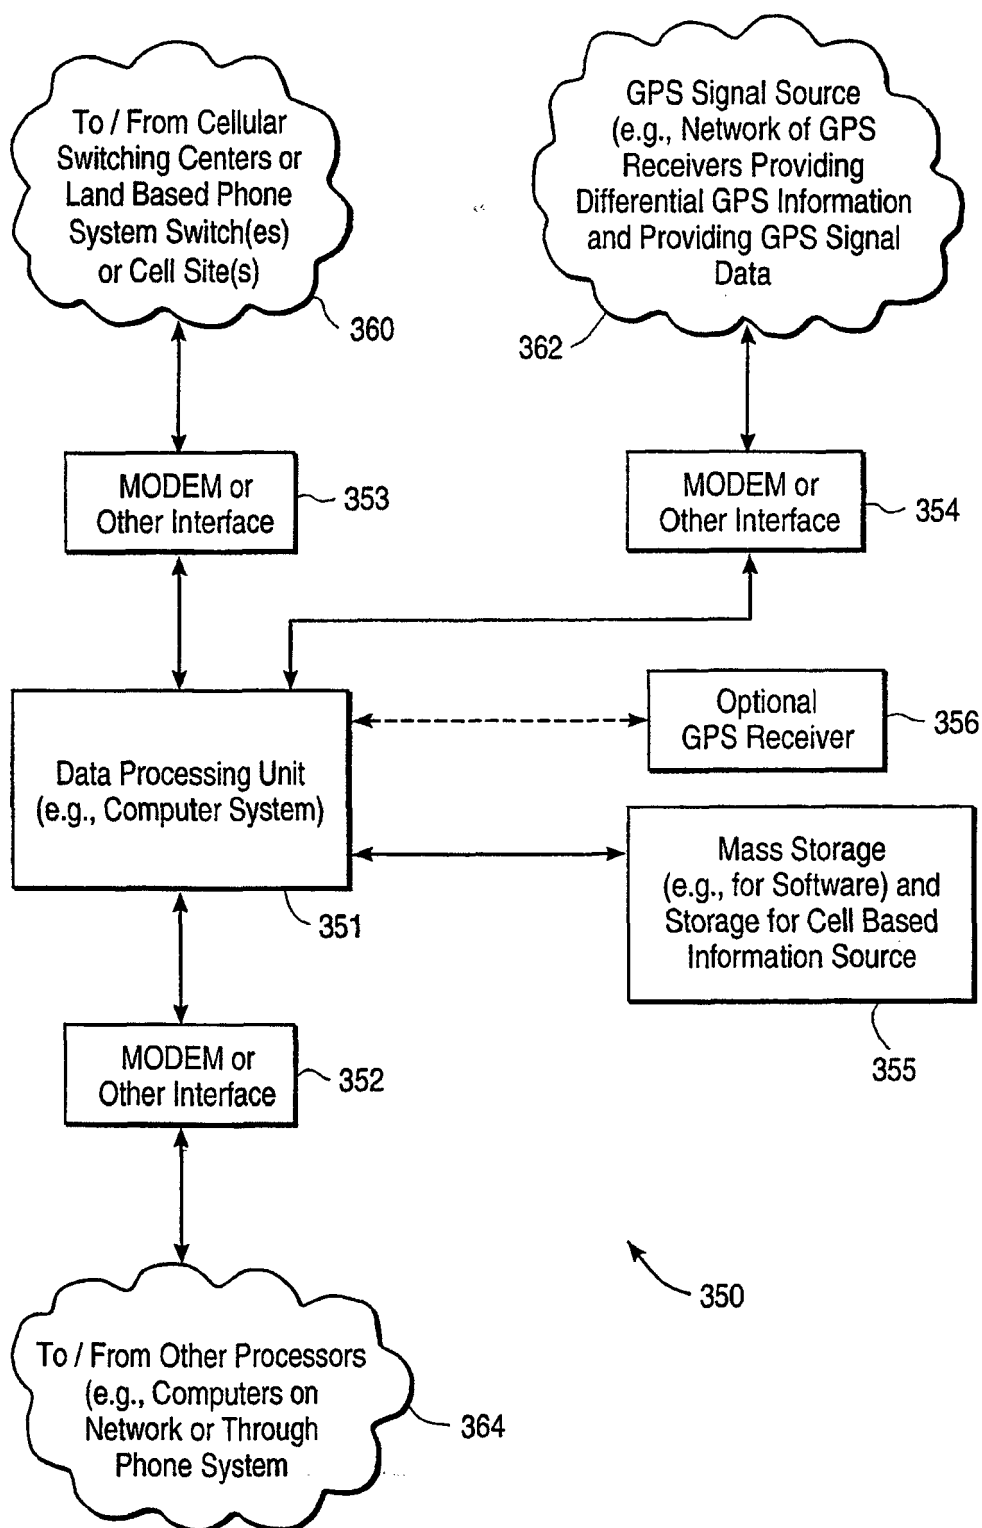 To / From Cellular
Switching Centers or
Land Based Phone
System Switch(es)
or Cell Site(s)
360
GPS Signal Source
(e.g., Network of GPS
Receivers Providing
Differential GPS Information
and Providing GPS Signal
Data
362
MODEM or
Other Interface
353
MODEM or
Other Interface
354
Optional
GPS Receiver
356
Data Processing Unit
(e.g., Computer System)
351
Mass Storage
(e.g., for Software) and
Storage for Cell Based
Information Source
355
MODEM or
Other Interface
352
350
To / From Other Processors
(e.g., Computers on
Network or Through
Phone System
364